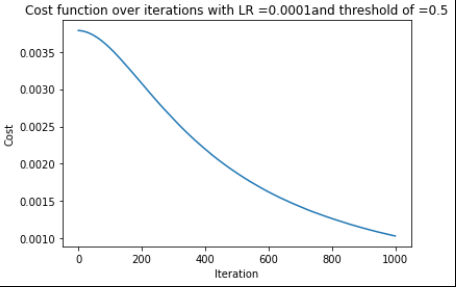 Cost function over iterations with LR =0.0001and threshold of =0.5
Cost
0.0035
0.0030
0.0025
0.0020
0.0015
0.0010
0 200 400 600 800 1000
Iteration